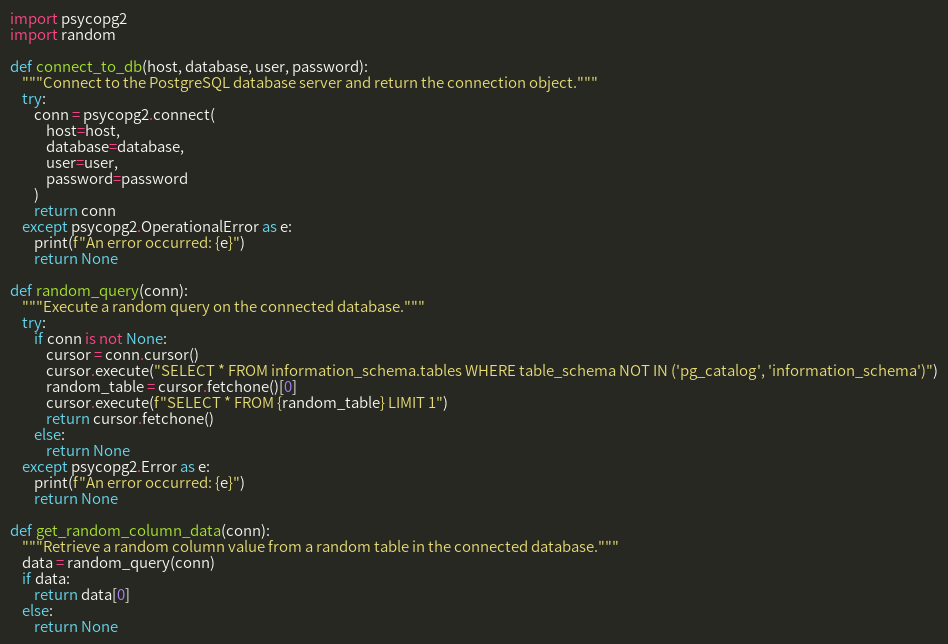 import psycopg2
import random

def connect_to_db(host, database, user, password):
    """Connect to the PostgreSQL database server and return the connection object."""
    try:
        conn = psycopg2.connect(
            host=host,
            database=database,
            user=user,
            password=password
        )
        return conn
    except psycopg2.OperationalError as e:
        print(f"An error occurred: {e}")
        return None

def random_query(conn):
    """Execute a random query on the connected database."""
    try:
        if conn is not None:
            cursor = conn.cursor()
            cursor.execute("SELECT * FROM information_schema.tables WHERE table_schema NOT IN ('pg_catalog', 'information_schema')")
            random_table = cursor.fetchone()[0]
            cursor.execute(f"SELECT * FROM {random_table} LIMIT 1")
            return cursor.fetchone()
        else:
            return None
    except psycopg2.Error as e:
        print(f"An error occurred: {e}")
        return None

def get_random_column_data(conn):
    """Retrieve a random column value from a random table in the connected database."""
    data = random_query(conn)
    if data:
        return data[0]
    else:
        return None